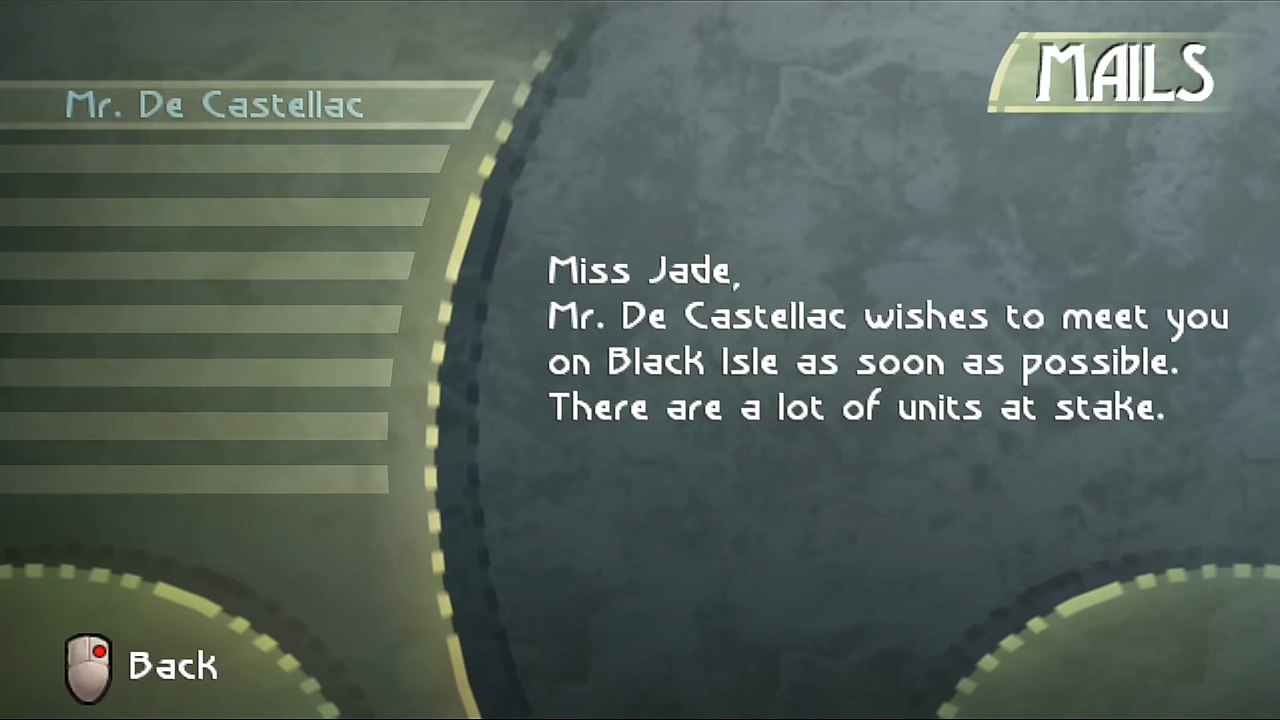 MAILS
Mr. De Castellac
Miss Jade,
Mr. De Castellac wishes to meet you
on Black Isle as soon as possible.
There are a lot of units at stake.
Back